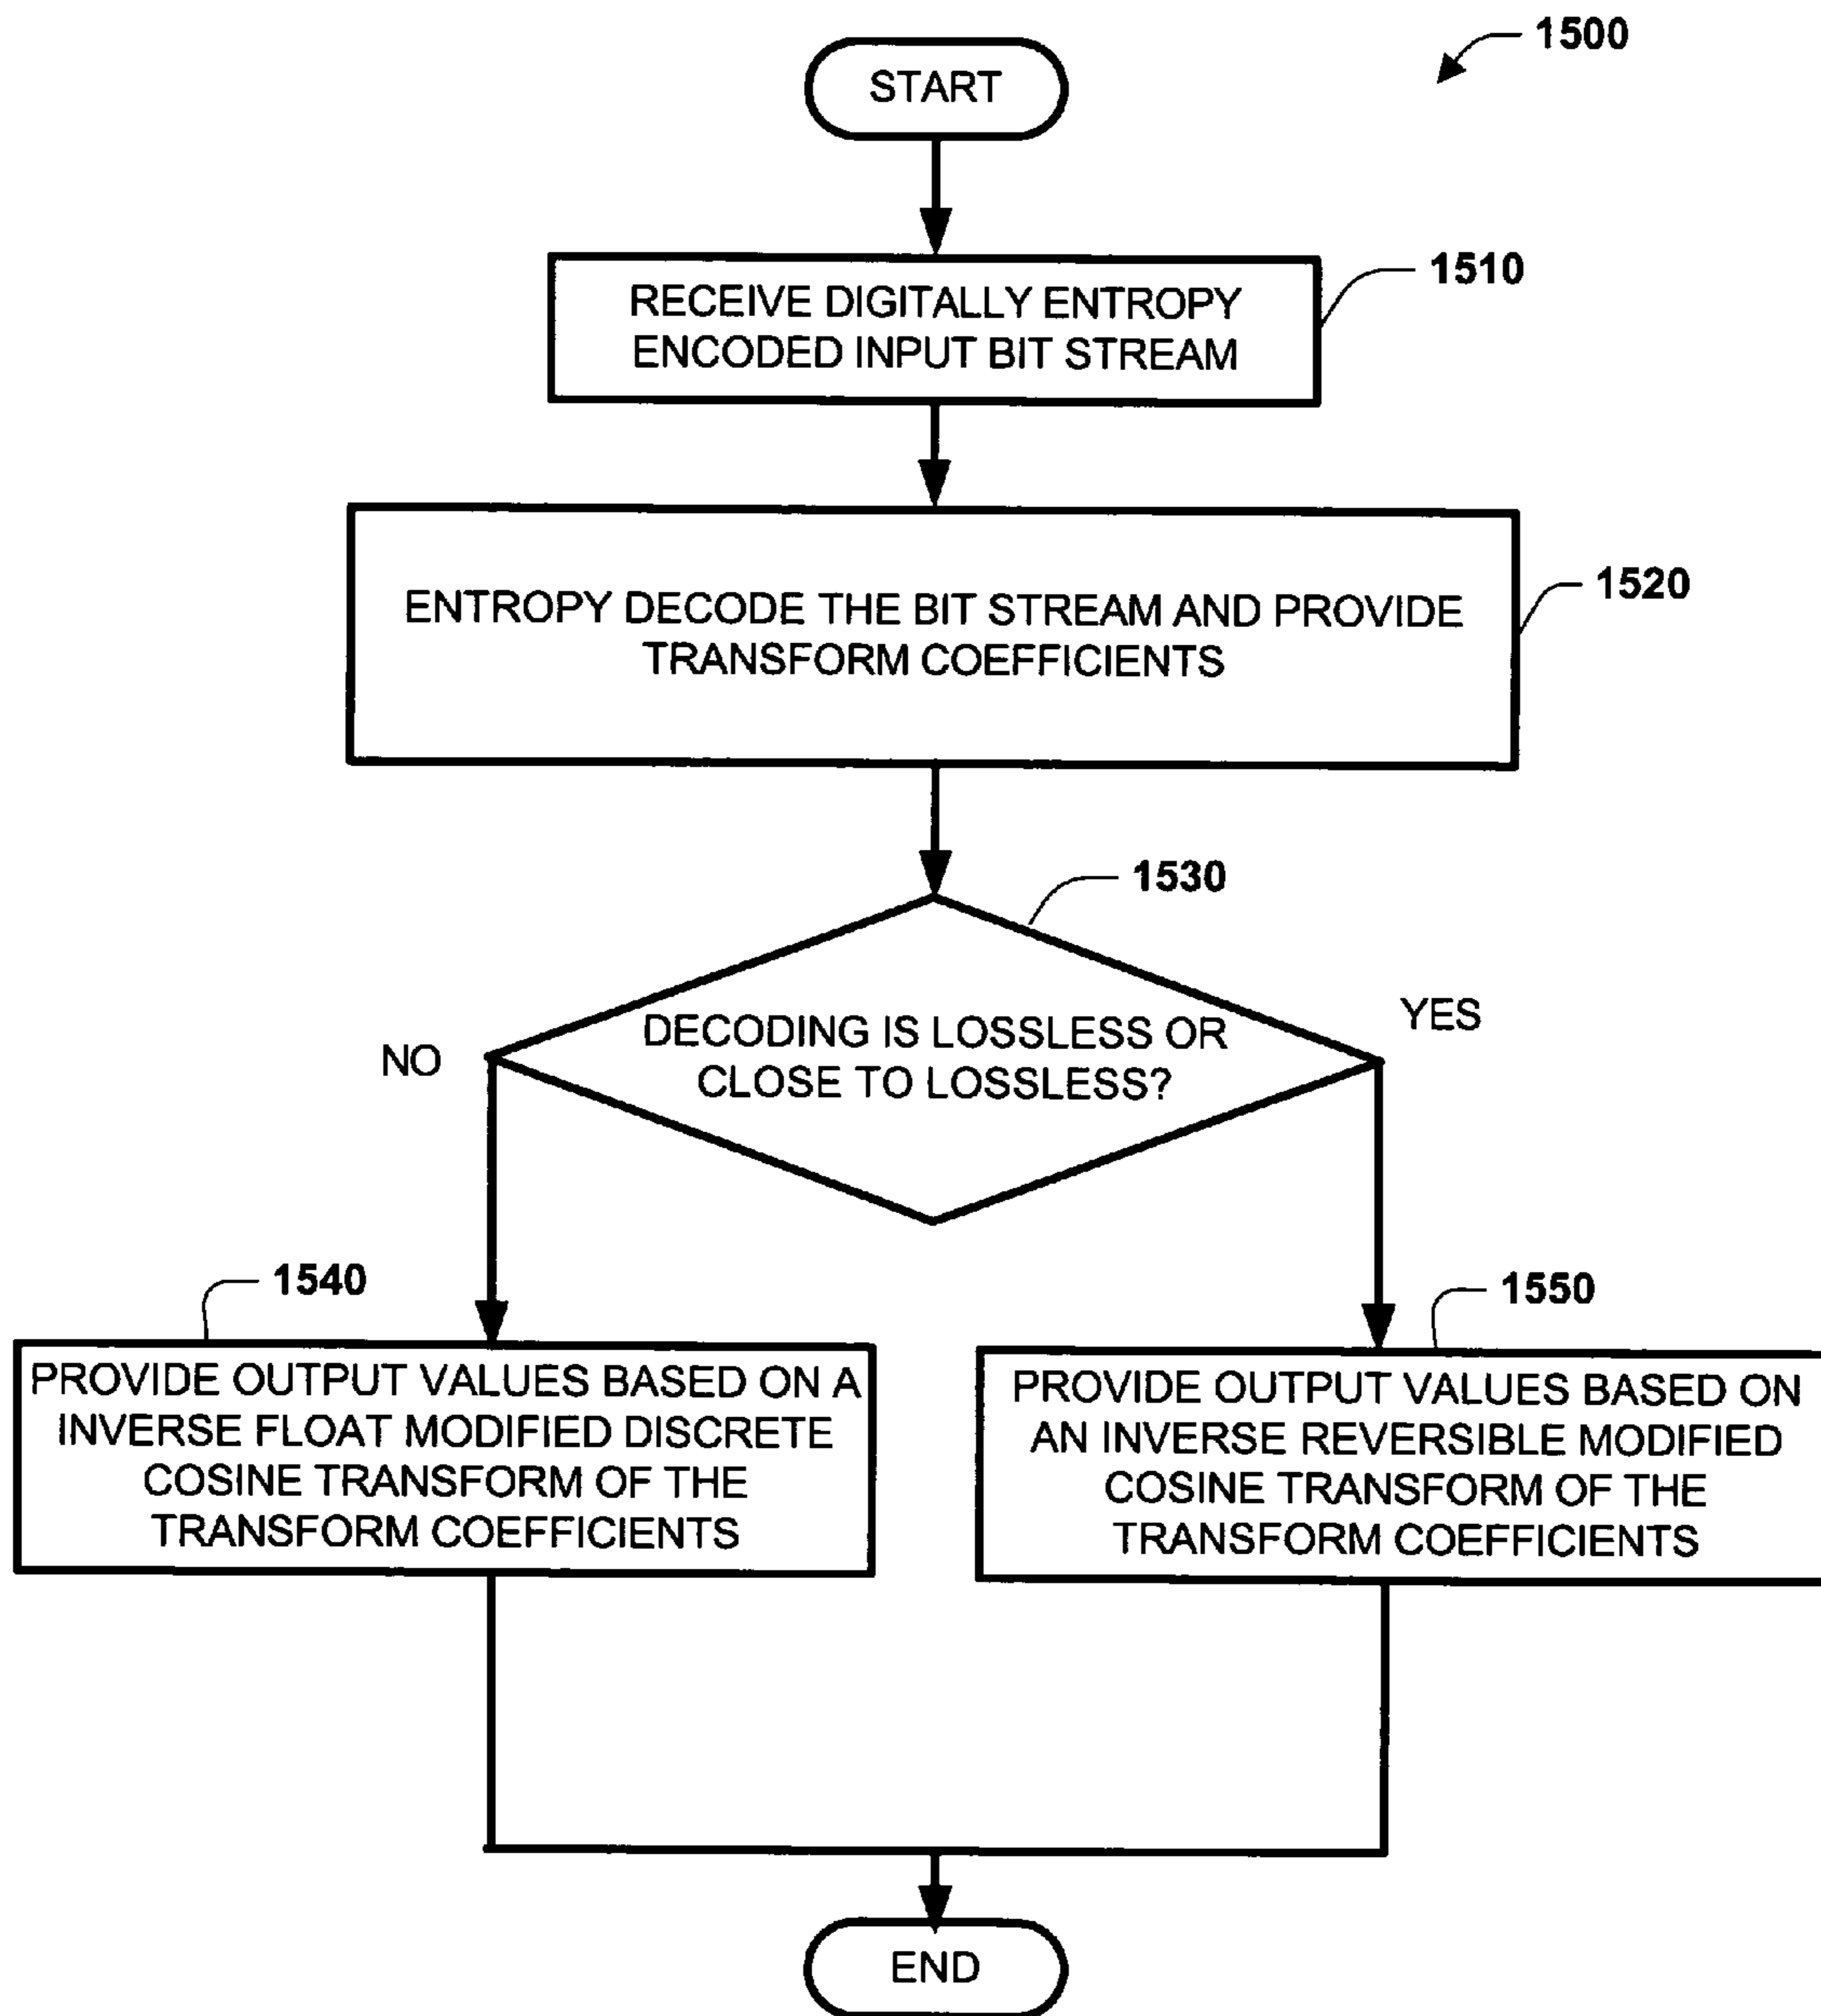 1500
START
1510
RECEIVE DIGITALLY ENTROPY
ENCODED INPUT BIT STREAM
1520
ENTROPY DECODE THE BIT STREAM AND PROVIDE
TRANSFORM COEFFICIENTS
1530
DECODING IS LOSSLESS OR
CLOSE TO LOSSLESS?
NO
YES
1540
PROVIDE OUTPUT VALUES BASED ON A
INVERSE FLOAT MODIFIED DISCRETE
COSINE TRANSFORM OF THE
TRANSFORM COEFFICIENTS
1550
PROVIDE OUTPUT VALUES BASED ON
AN INVERSE REVERSIBLE MODIFIED
COSINE TRANSFORM OF THE
TRANSFORM COEFFICIENTS
END